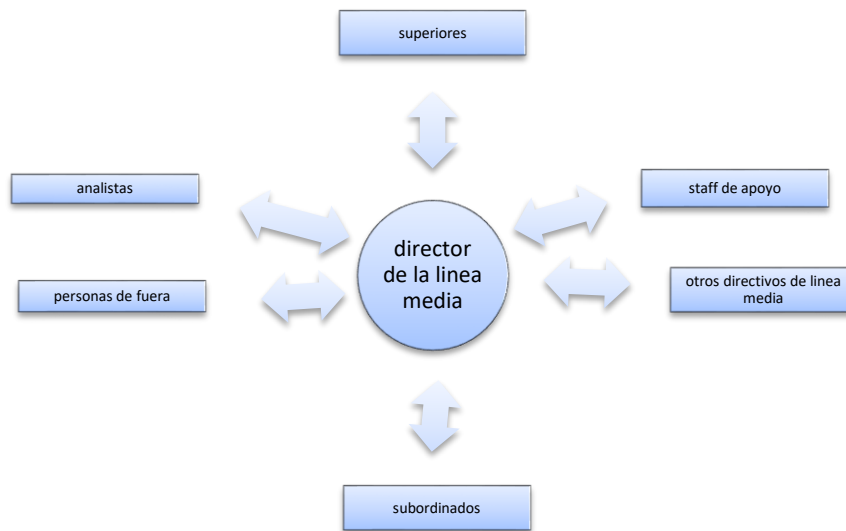 superiores
analistas
staff de apoyo
director
de la linea
media
personas de fuera
otros directivos de linea
media
subordinados